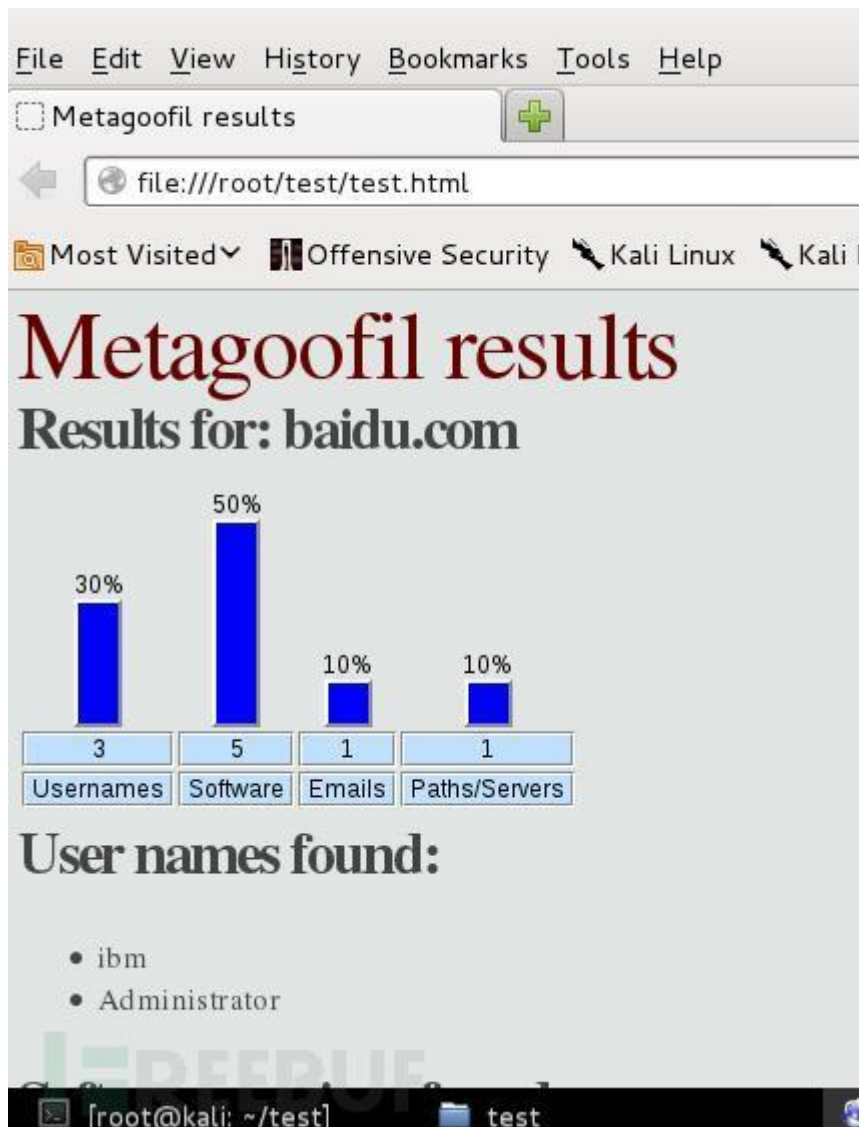 File Edit View History Bookmarks Tools Help
Metagoofil results
file:///root/test/test.html
Most Visited Offensive Security Kali Linux Kali
Metagoofil results
Results for: baidu.com
50%
30%
10% 10%
3 5 1 1
Usernames Software Emails Paths/Servers
User names found:
ibm
Administrator
REEBUF
[root@kali: ~/test] test